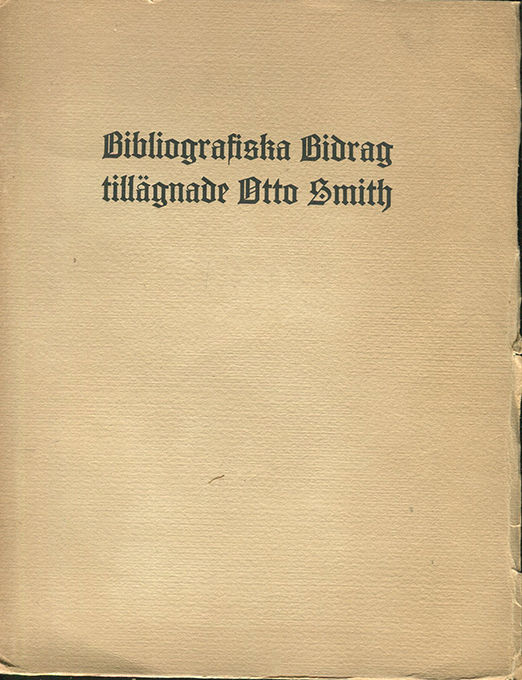 Bibliografiska Bidrag
tillägnade Otto Smith